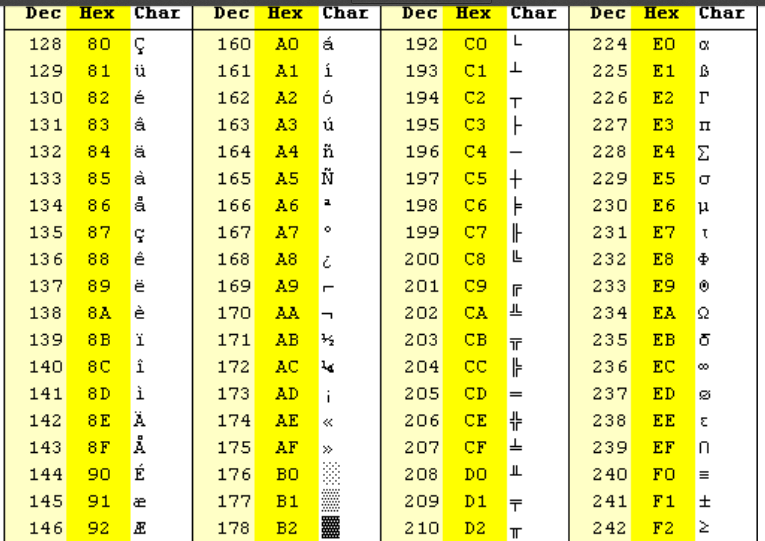 Dec Hex Char Dec Hex Char Dec Hex Char Dec Hex Char
128 80 Ç 160 A0 á 192 C0 └ 224 E0 α
129 81 ü 161 A1 í 193 C1 ┴ 225 E1 ß
130 82 é 162 A2 ó 194 C2 ┬ 226 E2 Γ
131 83 â 163 A3 ú 195 C3 ├ 227 E3 π
132 84 ä 164 A4 ñ 196 C4 ─ 228 E4 Σ
133 85 à 165 A5 Ñ 197 C5 ┼ 229 E5 σ
134 86 å 166 A6 ª 198 C6 ╞ 230 E6 µ
135 87 ç 167 A7 º 199 C7 ╟ 231 E7 τ
136 88 ê 168 A8 ¿ 200 C8 ╚ 232 E8 Φ
137 89 ë 169 A9 ⌐ 201 C9 ╔ 233 E9 Θ
138 8A è 170 AA ¬ 202 CA ╩ 234 EA Ω
139 8B ï 171 AB ½ 203 CB ╦ 235 EB δ
140 8C î 172 AC ¼ 204 CC ╠ 236 EC ∞
141 8D ì 173 AD ¡ 205 CD ═ 237 ED ø
142 8E Ä 174 AE « 206 CE ╬ 238 EE ε
143 8F Å 175 AF » 207 CF ╧ 239 EF ∩
144 90 É 176 B0 ░ 208 D0 ╨ 240 F0 ≡
145 91 æ 177 B1 ▒ 209 D1 ╤ 241 F1 ±
146 92 Æ 178 B2 ▓ 210 D2 ╥ 242 F2 ≥